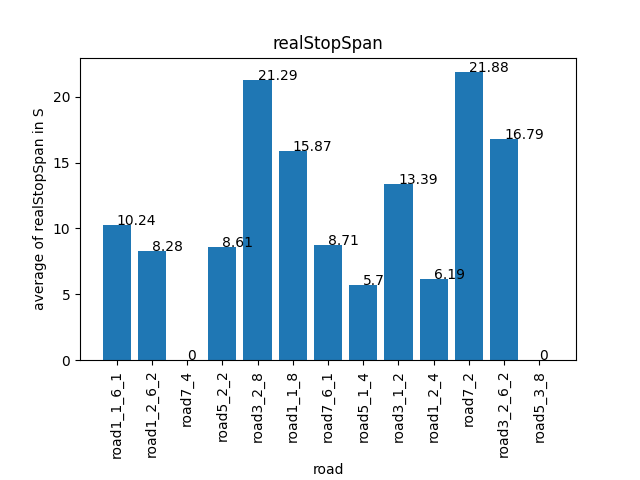 realStopSpan
average of realStopSpan in S
20
15
10
5
0
10.24
8.28
0
8.61
21.29
15.87
8.71
5.7
13.39
6.19
21.88
16.79
0
road1_1_6_1
road1_2_6_2
road7_4
road5_2_2
road3_2_8
road1_1_8
road7_6_1
road5_1_4
road3_1_2
road1_2_4
road7_2
road3_2_6_2
road5_3_8
road